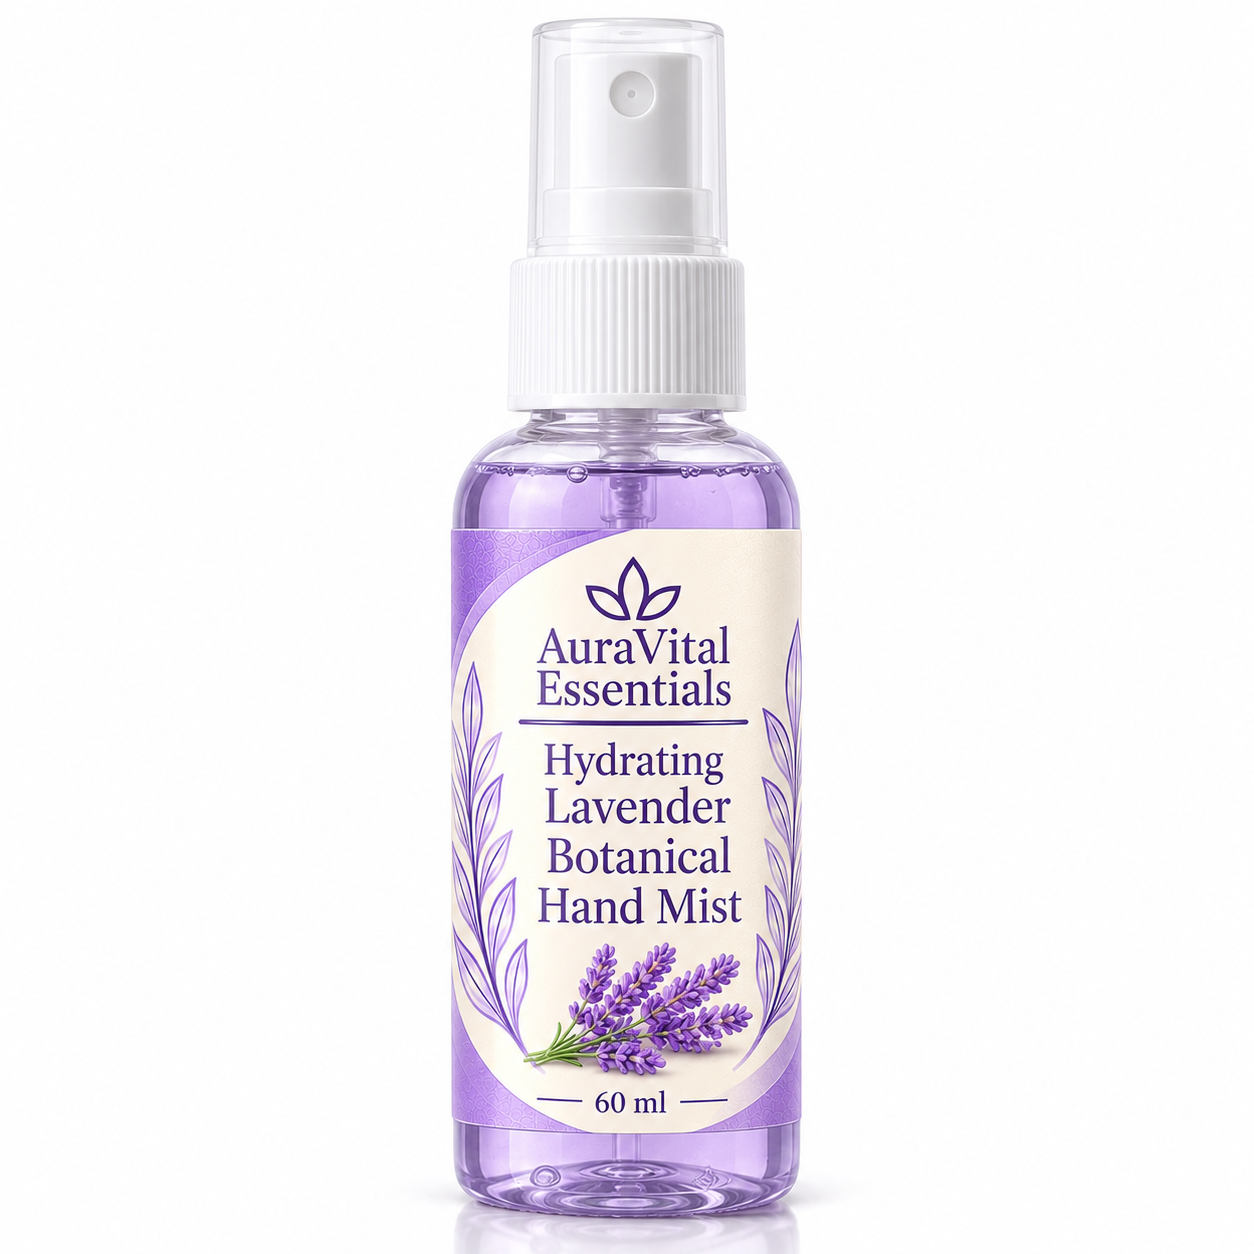 AuraVital
Essentials
Hydrating
Lavender
Botanical
Hand Mist
60 ml